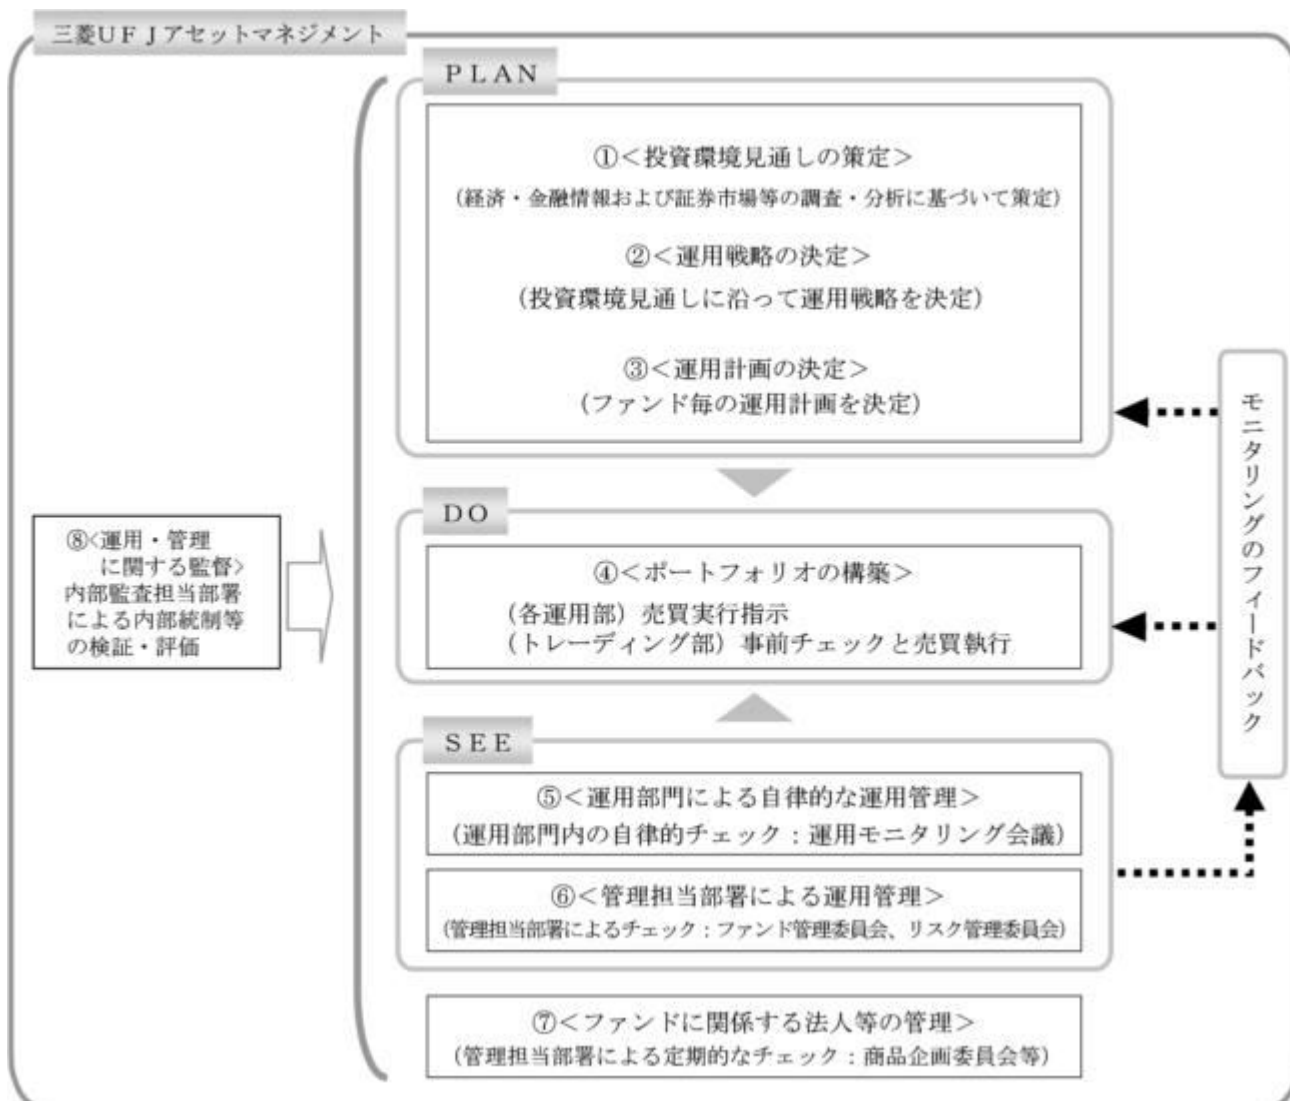 三菱UFJアセットマネジメント
PLAN
①＜投資環境見通しの策定＞
(経済・金融情報および証券市場等の調査・分析に基づいて策定)
②＜運用戦略の決定＞
(投資環境見通しに沿って運用戦略を決定)
③＜運用計画の決定＞
(ファンド毎の運用計画を決定)
DO
④＜ポートフォリオの構築＞
(各運用部) 売買実行指示
(トレーディング部) 事前チェックと売買執行
SEE
⑤＜運用部門による自律的な運用管理＞
(運用部門内の自律的チェック：運用モニタリング会議)
⑥＜管理担当部署による運用管理＞
(管理担当部署によるチェック：ファンド管理委員会、リスク管理委員会)
⑦＜ファンドに関係する法人等の管理＞
(管理担当部署による定期的なチェック：商品企画委員会等)
⑧<運用・管理
に関する監督>
内部監査担当部署
による内部統制等
の検証・評価
モニタリングのフィードバック